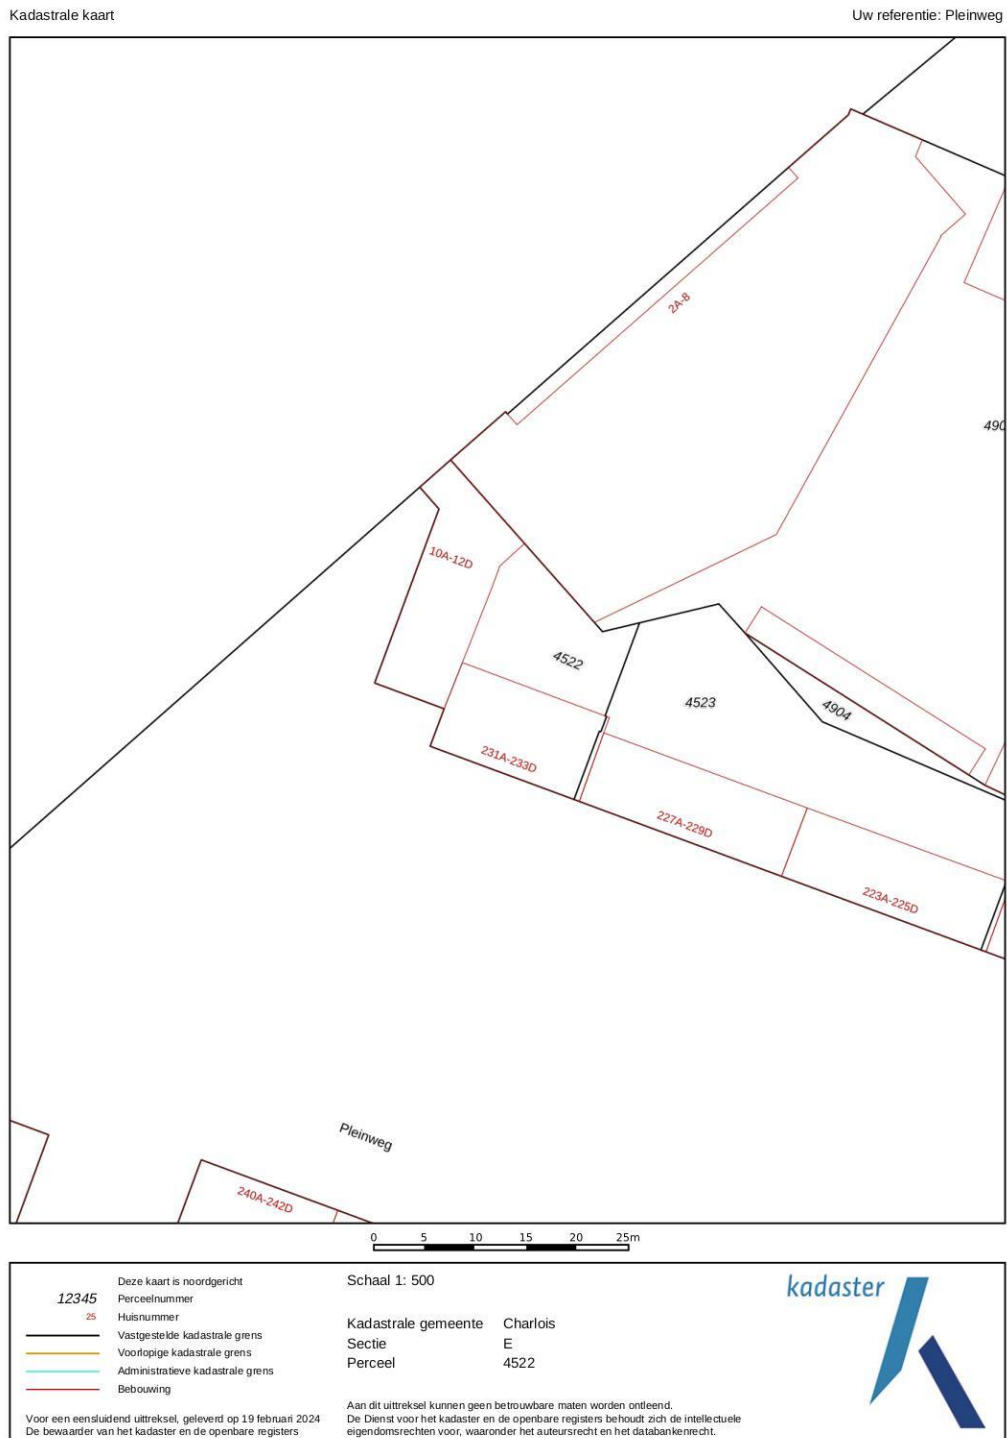 Kadastrale kaart
Uw referentie: Pleinweg
2A-8
490
10A-12D
4522
4523
4904
231A-233D
227A-229D
223A-225D
Pleinweg
240A-242D
0 5 10 15 20 25m
Deze kaart is noordgericht
12345 Perceelnummer
25 Huisnummer
Vastgestelde kadastrale grens
Voorlopige kadastrale grens
Administratieve kadastrale grens
Bebouwing
Voor een eensluidend uittreksel, geleverd op 19 februari 2024
De bewaarder van het kadaster en de openbare registers
Schaal 1: 500
Kadastrale gemeente Charlois
Sectie E
Perceel 4522
Aan dit uittreksel kunnen geen betrouwbare maten worden ontleend.
De Dienst voor het kadaster en de openbare registers behoudt zich de intellectuele
eigendomsrechten voor, waaronder het auteursrecht en het databankenrecht.
kadaster